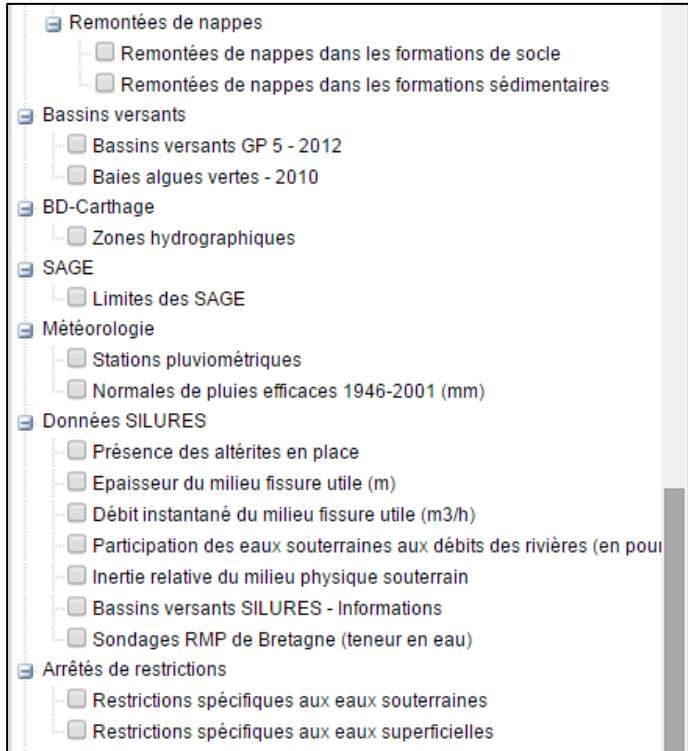 Remontées de nappes
Remontées de nappes dans les formations de socle
Remontées de nappes dans les formations sédimentaires
Bassins versants
Bassins versants GP 5 - 2012
Baies algues vertes - 2010
BD-Carthage
Zones hydrographiques
SAGE
Limites des SAGE
Météorologie
Stations pluviométriques
Normales de pluies efficaces 1946-2001 (mm)
Données SILURES
Présence des altérites en place
Epaisseur du milieu fissure utile (m)
Débit instantané du milieu fissure utile (m3/h)
Participation des eaux souterraines aux débits des rivières (en pour
Inertie relative du milieu physique souterrain
Bassins versants SILURES - Informations
Sondages RMP de Bretagne (teneur en eau)
Arrêtés de restrictions
Restrictions spécifiques aux eaux souterraines
Restrictions spécifiques aux eaux superficielles